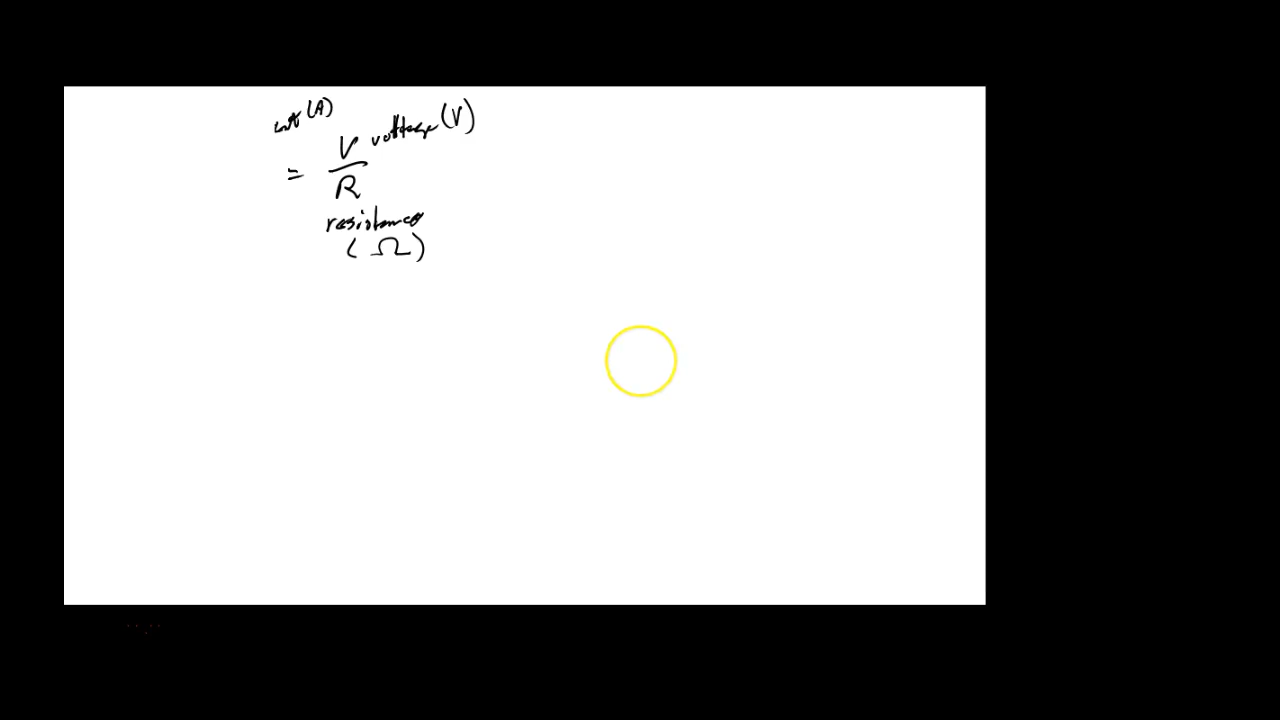 (A)
voltage (V)
= V/R
resistance
(Ω)